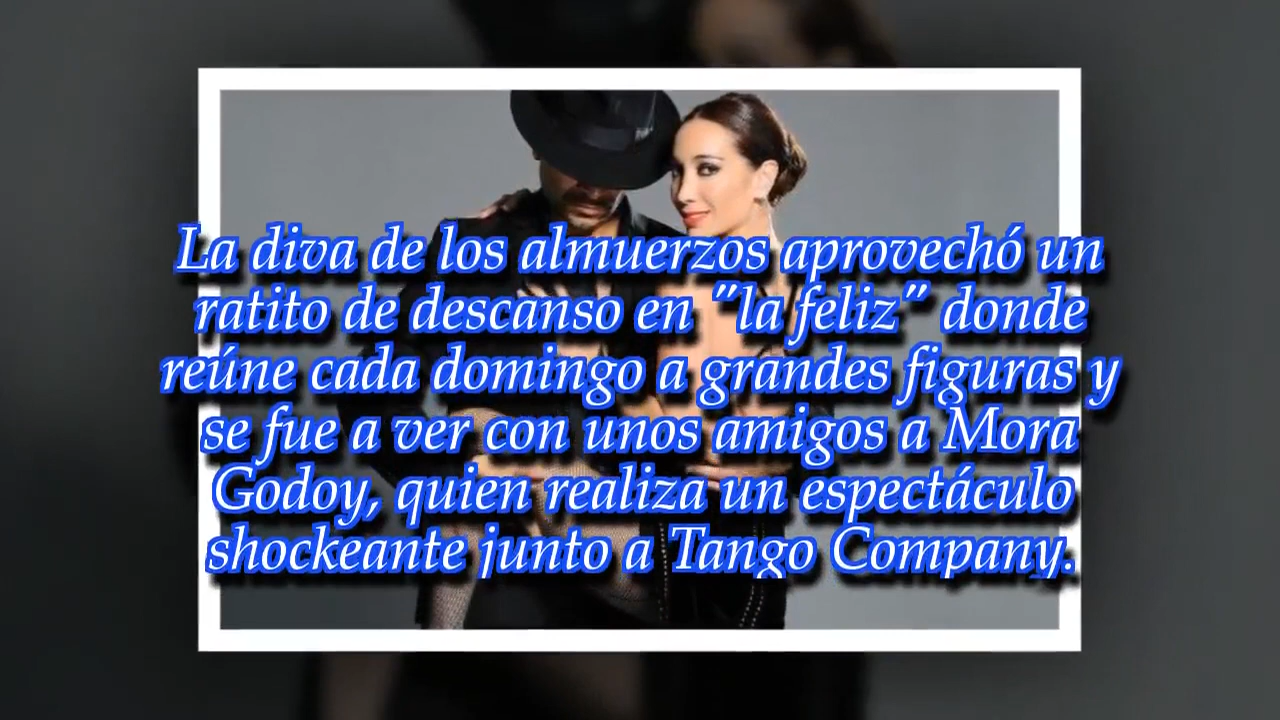 La diva de los almuerzos aprovechó un
ratito de descanso en "la feliz" donde
reúne cada domingo a grandes figuras y
se fue a ver con unos amigos a Mora
Godoy, quien realiza un espectáculo
shockeante junto a Tango Company.